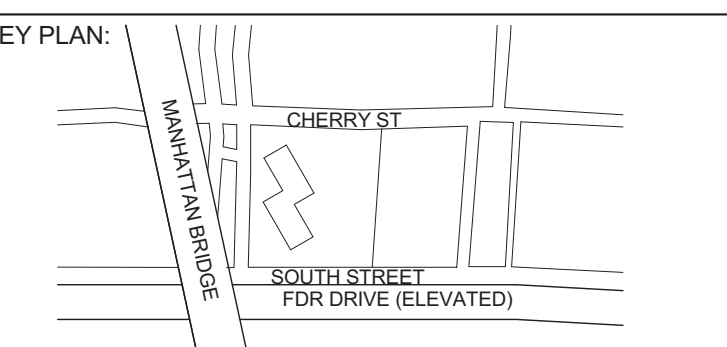 EY PLAN:
CHERRY ST
MANHATTAN BRIDGE
SOUTH STREET
FDR DRIVE (ELEVATED)